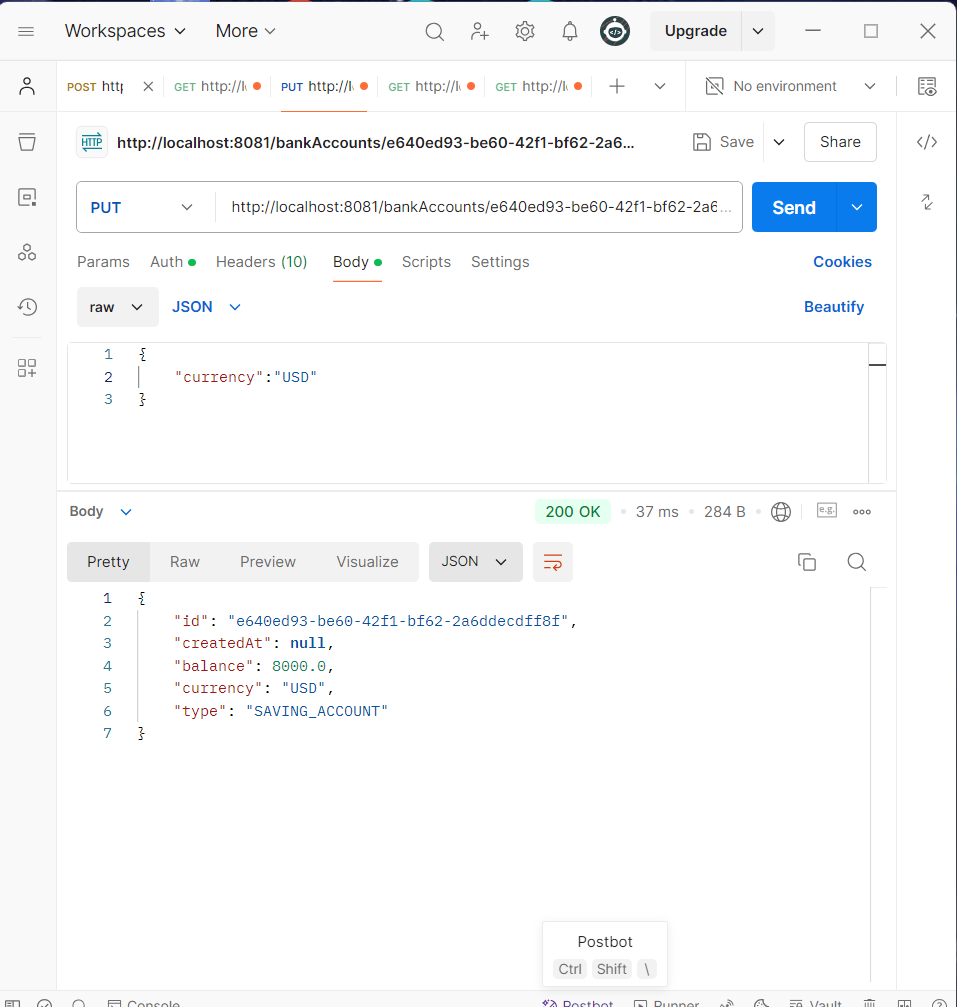 Workspaces More Upgrade
POST http GET http://l PUT http://l GET http://l GET http://l No environment
HTTP http://localhost:8081/bankAccounts/e640ed93-be60-42f1-bf62-2a6... Save Share
PUT http://localhost:8081/bankAccounts/e640ed93-be60-42f1-bf62-2a6... Send
Params Auth Headers (10) Body Scripts Settings Cookies
raw JSON Beautify
1 {
2 "currency":"USD"
3 }
Body 200 OK 37 ms 284 B e.g.
Pretty Raw Preview Visualize JSON
1 {
2 "id": "e640ed93-be60-42f1-bf62-2a6ddecdff8f",
3 "createdAt": null,
4 "balance": 8000.0,
5 "currency": "USD",
6 "type": "SAVING_ACCOUNT"
7 }
Postbot
Ctrl Shift \
Console Postbot Runner Vault